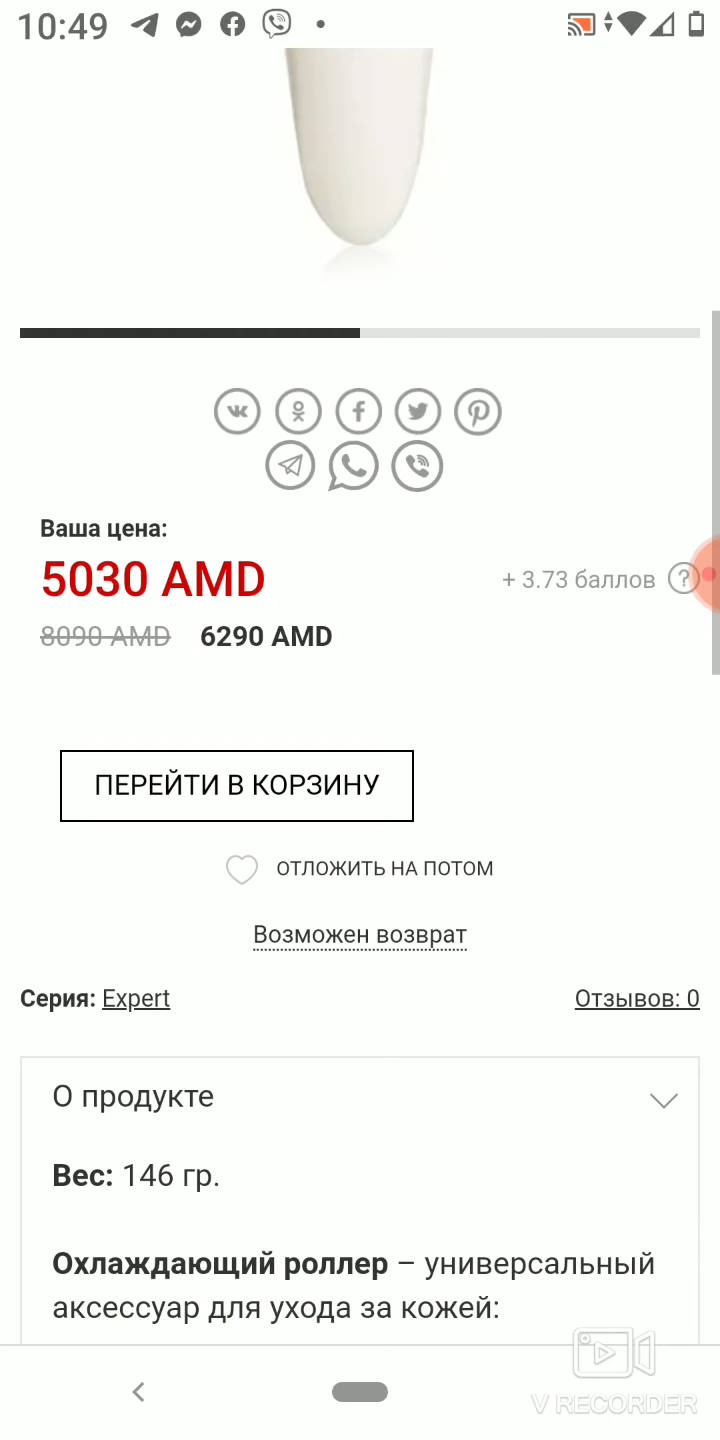 10:49
Ваша цена:
5030 AMD
+ 3.73 баллов ?
8090 AMD 6290 AMD
ПЕРЕЙТИ В КОРЗИНУ
ОТЛОЖИТЬ НА ПОТОМ
Возможен возврат
Серия: Expert
Отзывов: 0
О продукте
Вес: 146 гр.
Охлаждающий роллер – универсальный
аксессуар для ухода за кожей:
V RECORDER